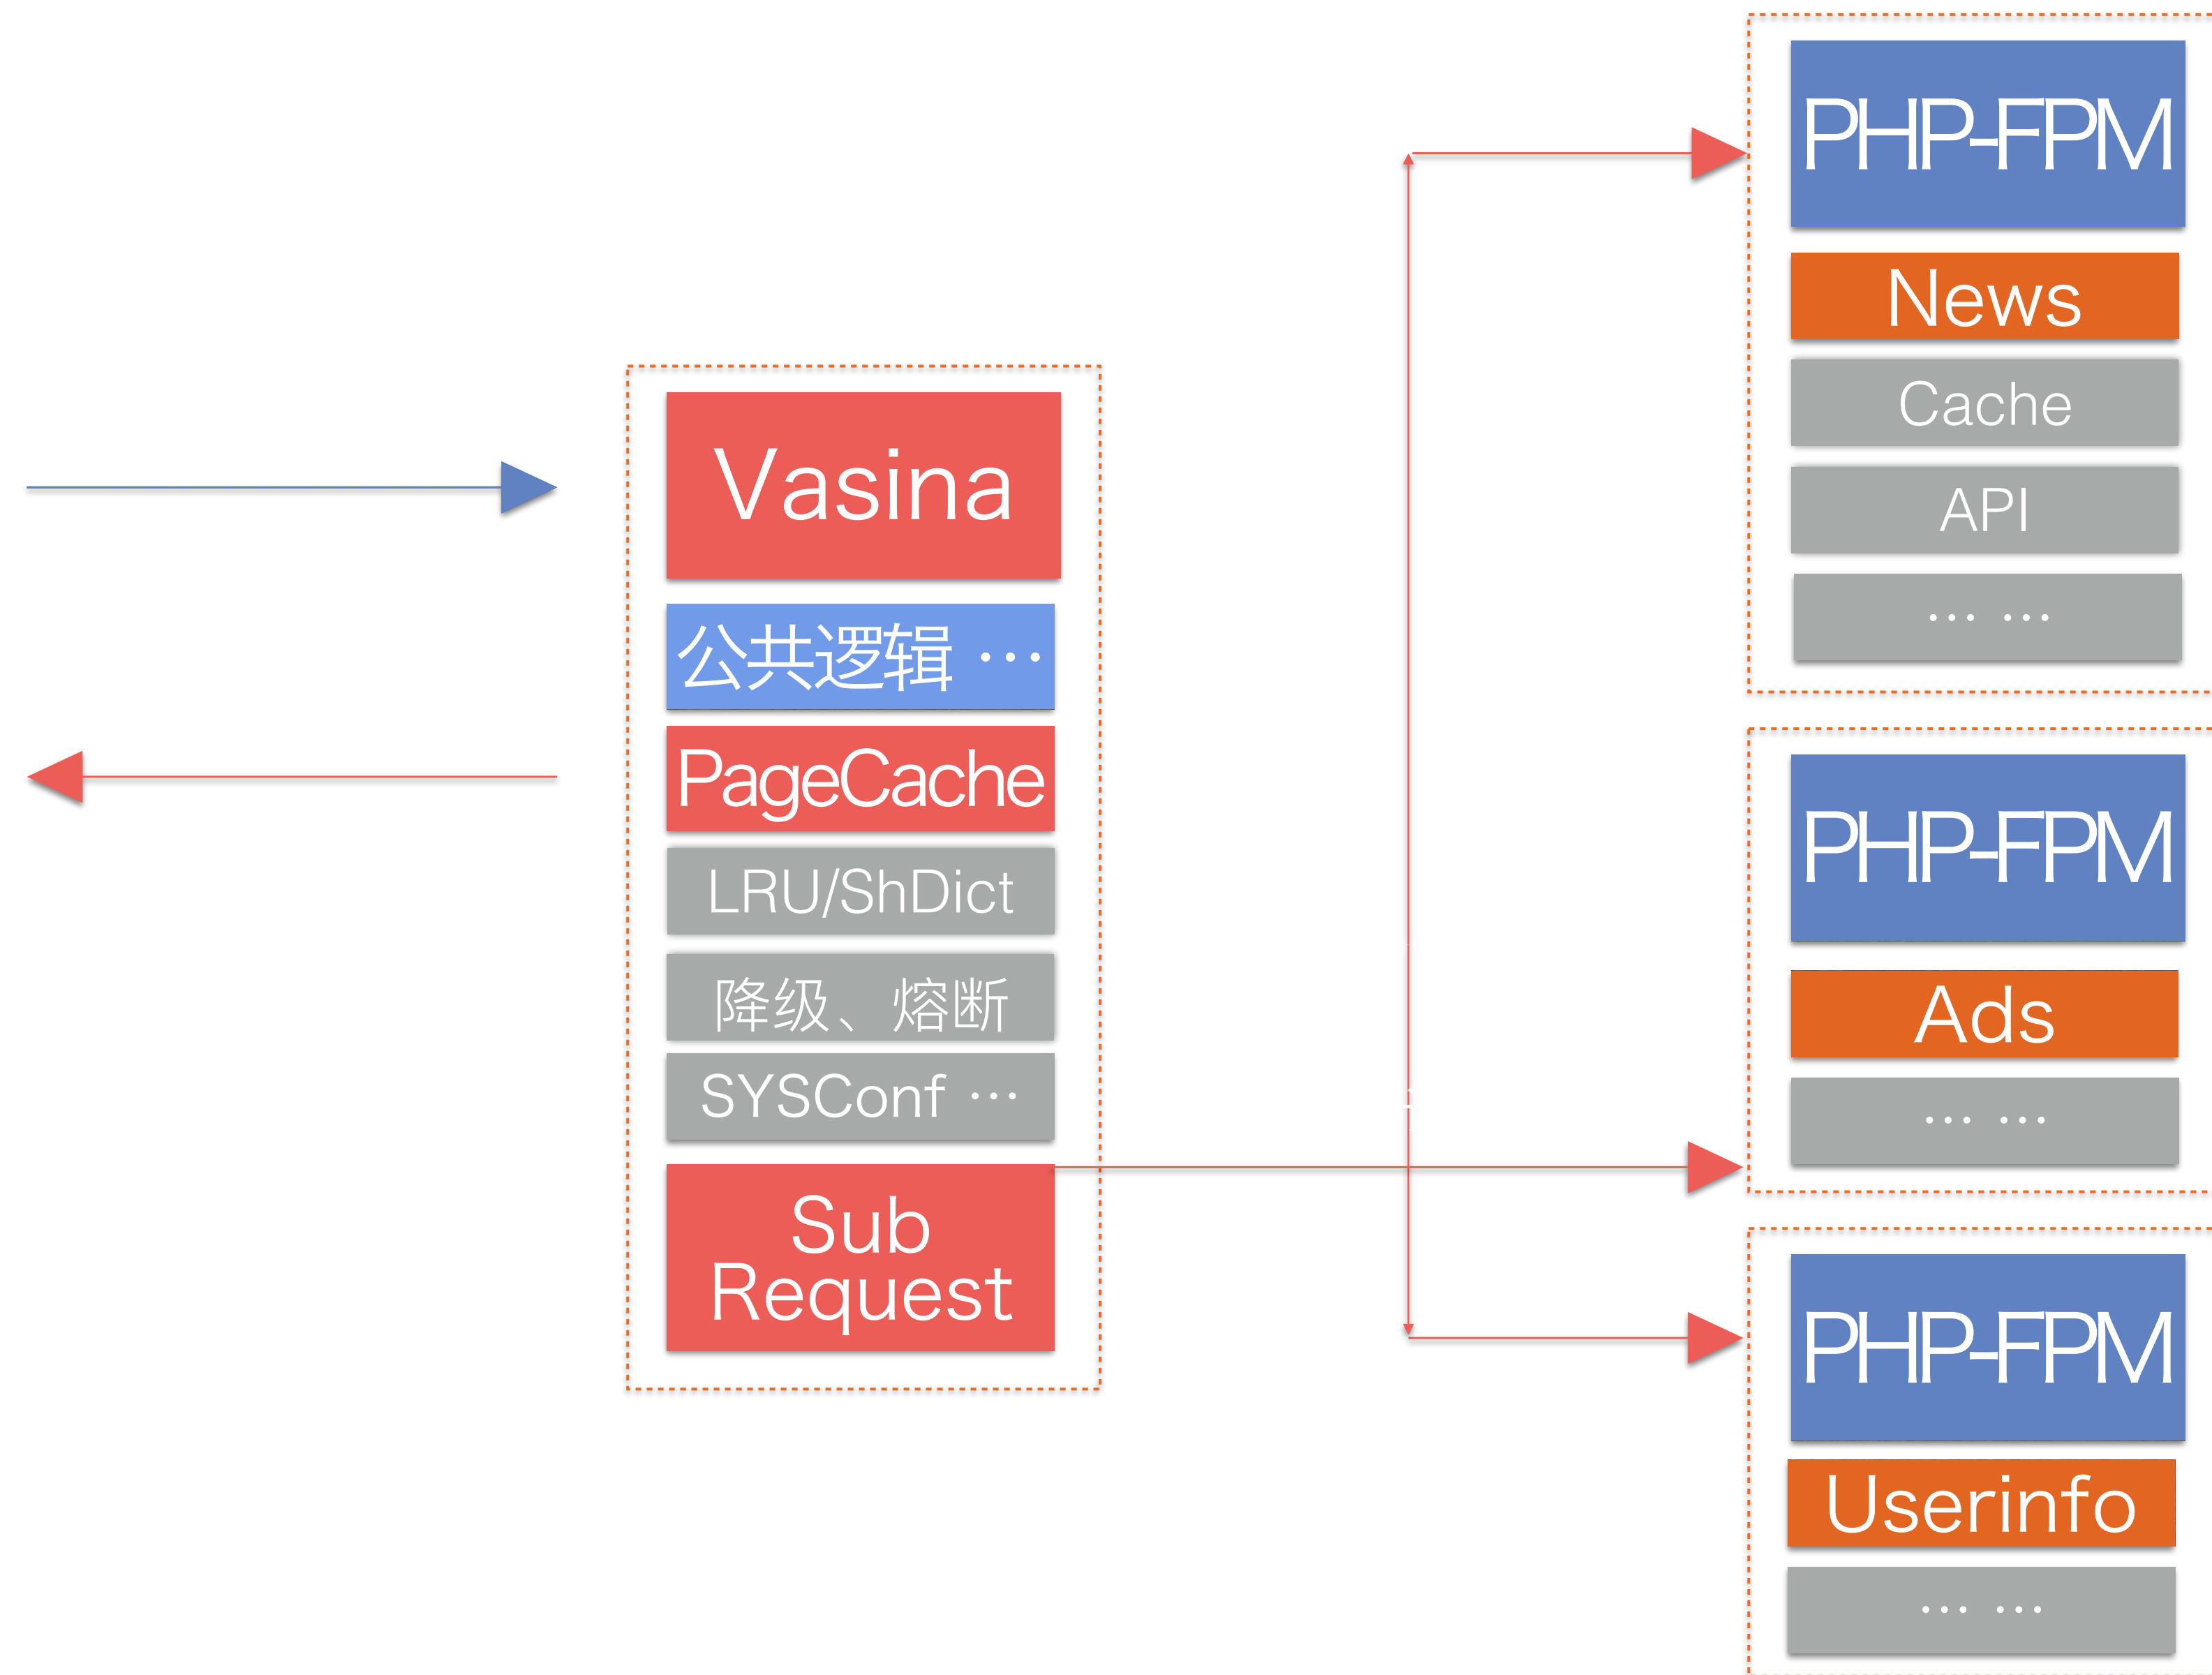 Vasina
公共逻辑 …
PageCache
LRU/ShDict
降级、熔断
SYSConf …
Sub
Request
PHP-FPM
News
Cache
API
… …
PHP-FPM
Ads
… …
PHP-FPM
Userinfo
… …